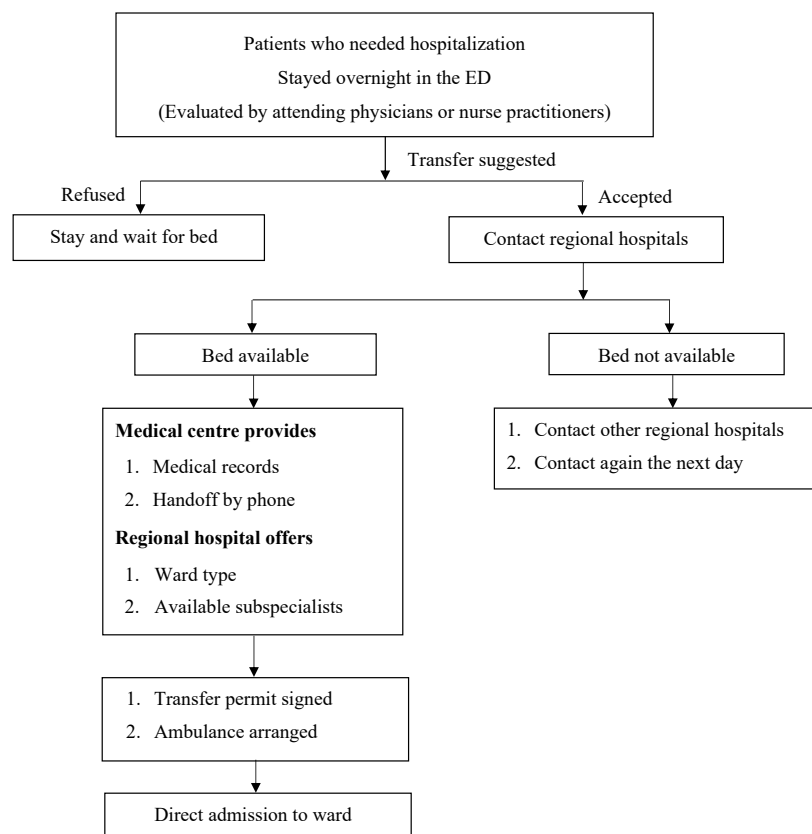 Patients who needed hospitalization
Stayed overnight in the ED
(Evaluated by attending physicians or nurse practitioners)
Transfer suggested
Refused
Accepted
Stay and wait for bed
Contact regional hospitals
Bed available
Bed not available
Medical centre provides
1. Medical records
2. Handoff by phone
Regional hospital offers
1. Ward type
2. Available subspecialists
1. Contact other regional hospitals
2. Contact again the next day
1. Transfer permit signed
2. Ambulance arranged
Direct admission to ward